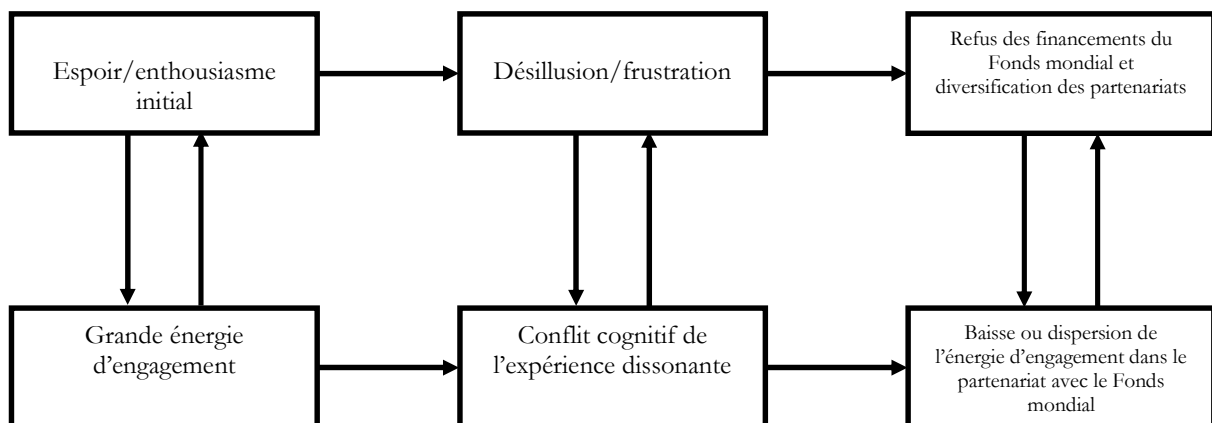 Espoir/enthousiasme
initial
Désillusion/frustration
Refus des financements du
Fonds mondial et
diversification des partenariats
Grande énergie
d’engagement
Conflit cognitif de
l’expérience dissonante
Baisse ou dispersion de
l’énergie d’engagement dans le
partenariat avec le Fonds
mondial